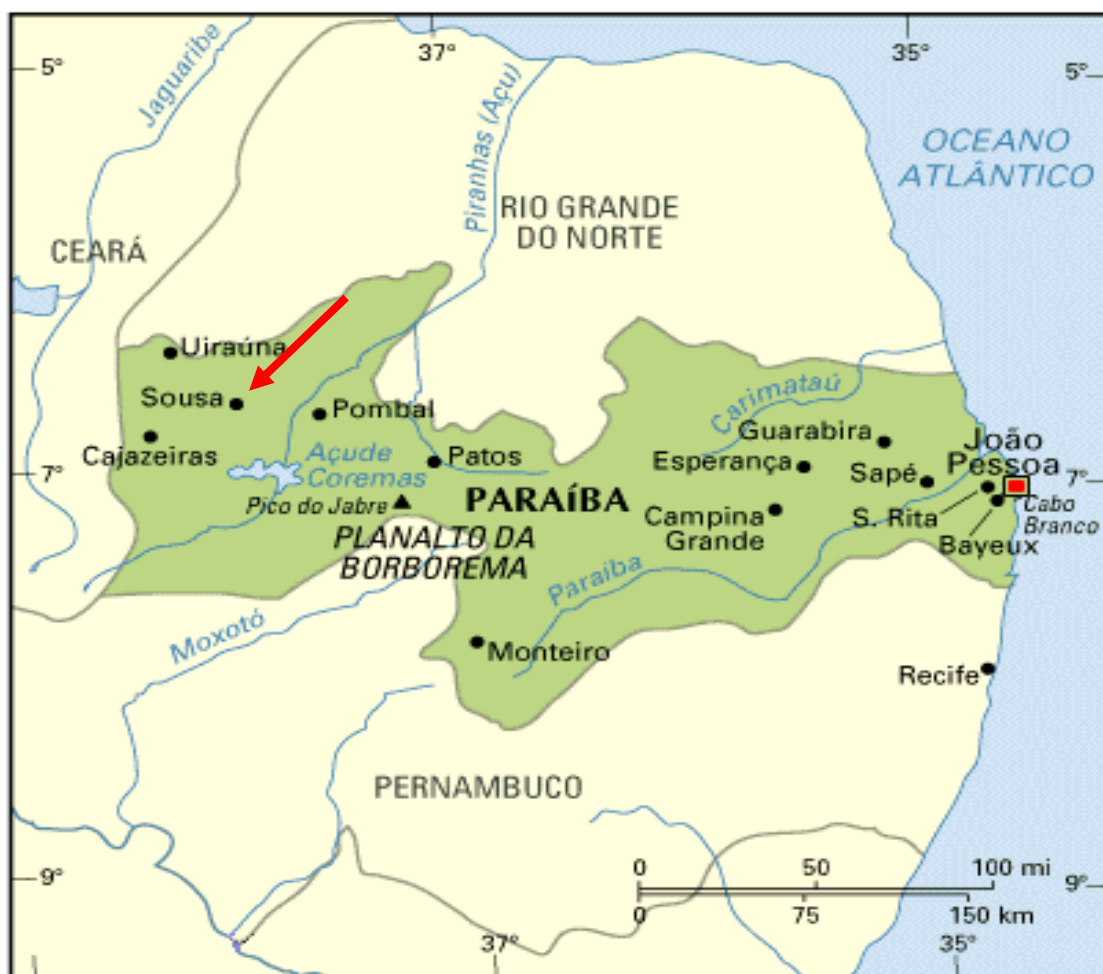 37°
35°
5°
5°
Jaguaribe
Piranhas (Açu)
OCEANO
ATLÂNTICO
RIO GRANDE
DO NORTE
CEARÁ
Uiraúna
Sousa
Pombal
Cajazeiras
Açude
Coremas
Patos
Carimataú
Guarabira
Esperança
Sapé
João
Pessoa
7°
7°
Pico do Jabre
PARAíBA
Campina
Grande
S. Rita
Cabo
Branco
Bayeux
PLANALTO DA
BORBOREMA
Paraíba
Moxotó
Monteiro
Recife
PERNAMBUCO
0 50 100 mi
0 75 150 km
9°
9°
37°
35°